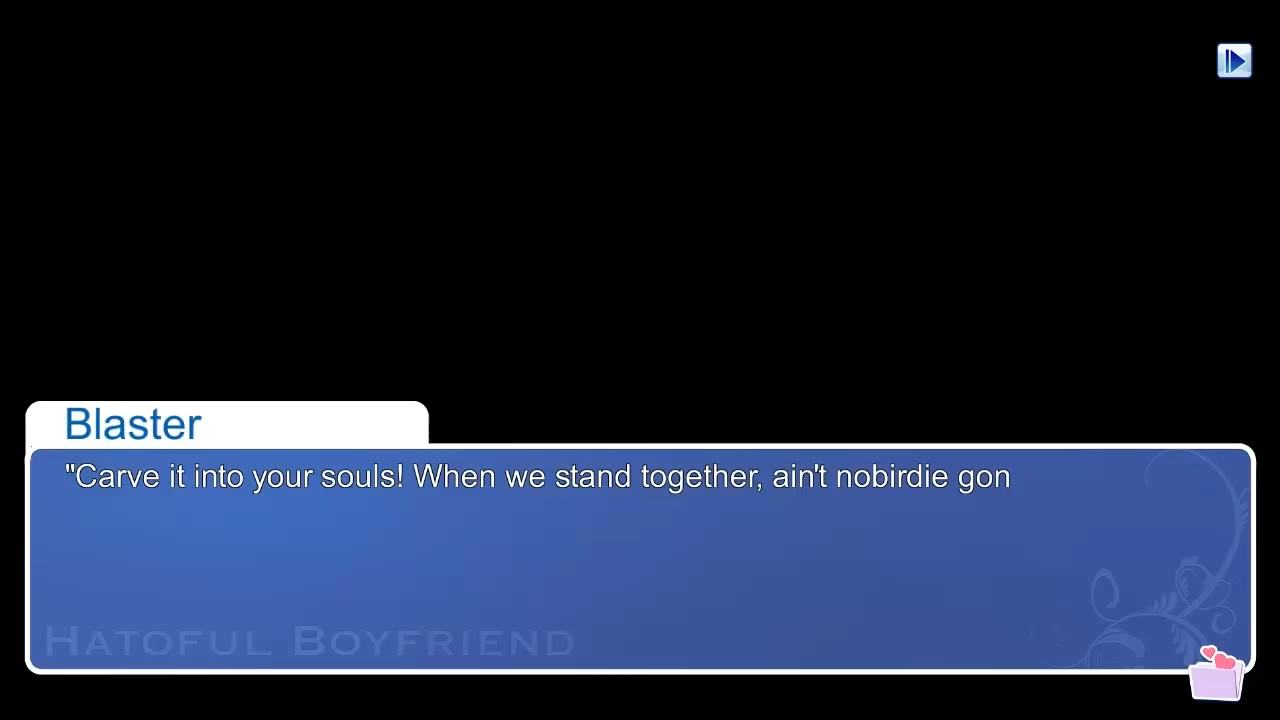 Blaster
"Carve it into your souls! When we stand together, ain't nobirdie gon
HATOFUL BOYFRIEND